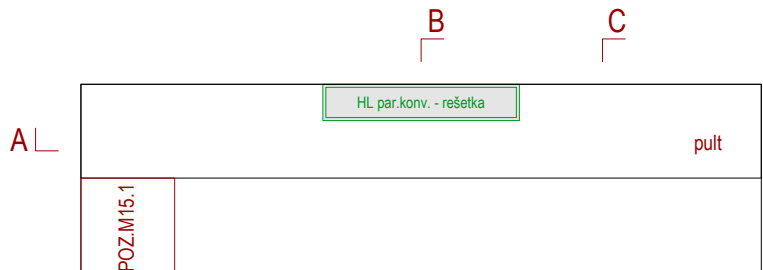 B
C
HL par.konv. - rešetka
A
pult
POZ.M15.1